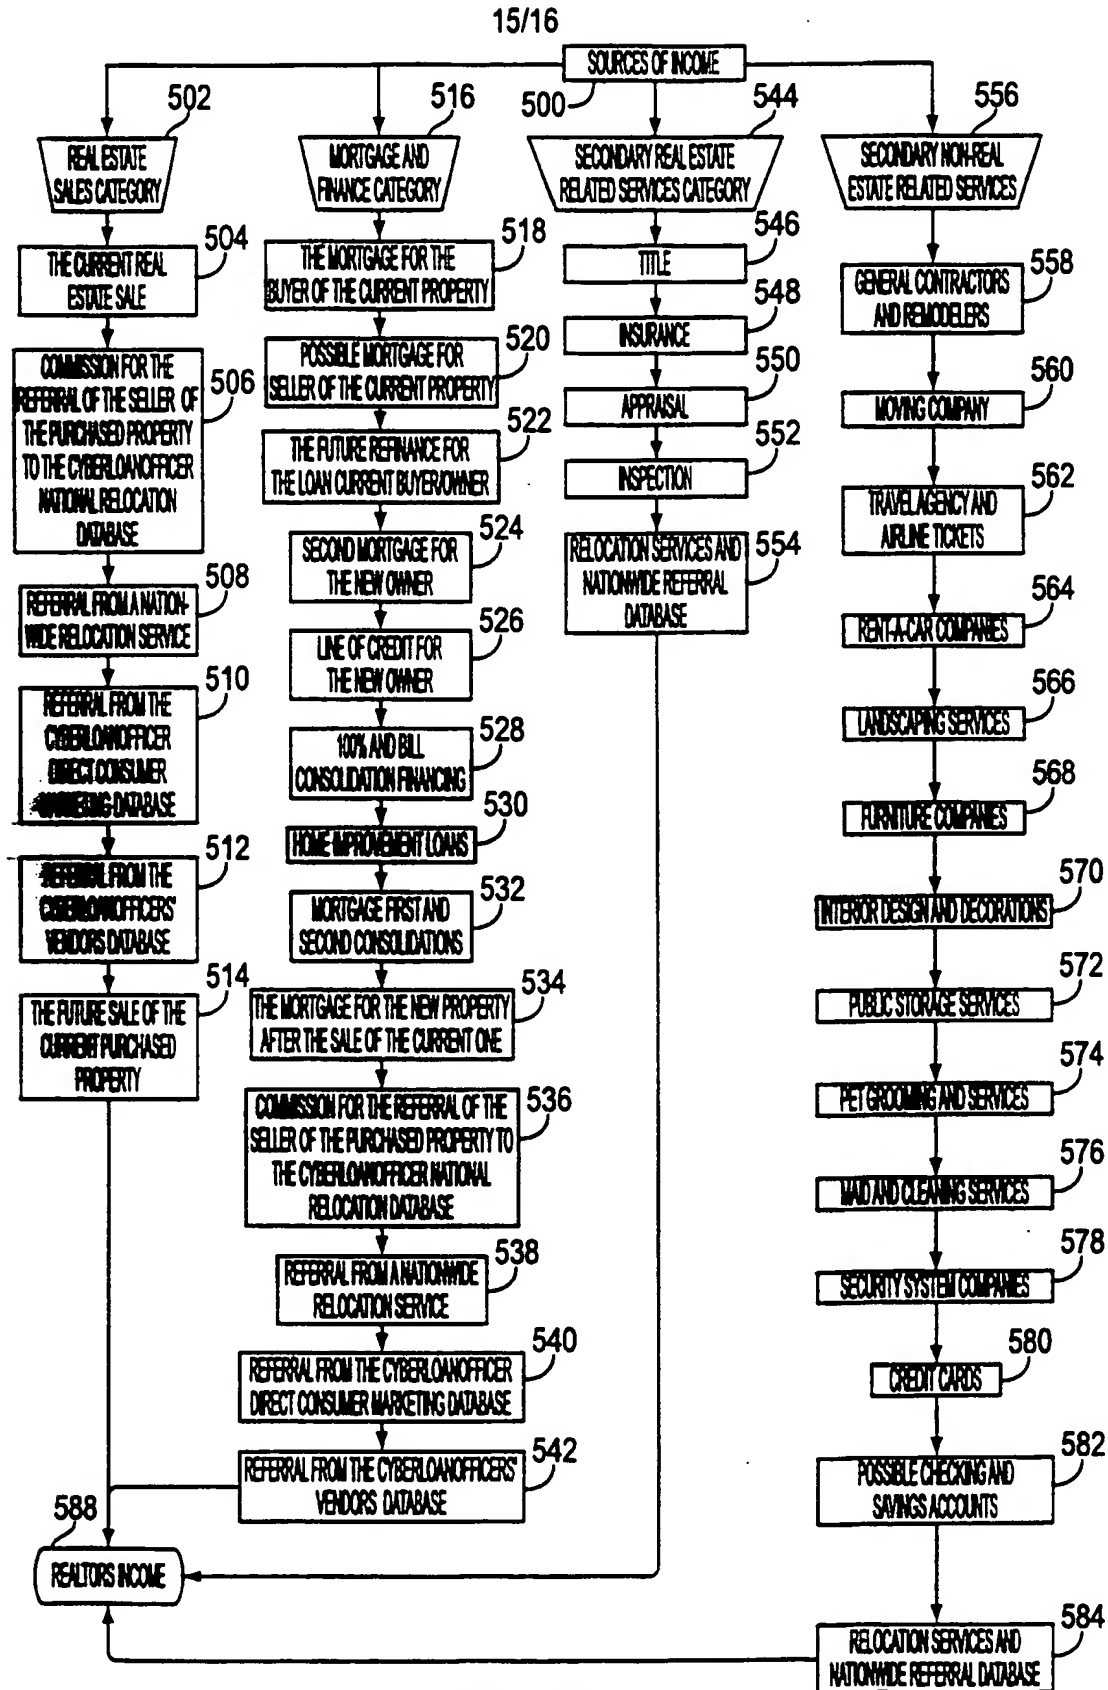 15/16
SOURCES OF INCOME
500
502
REAL ESTATE
SALES CATEGORY
504
THE CURRENT REAL
ESTATE SALE
506
COMMISSION FOR THE
REFERRAL OF THE SELLER OF
THE PURCHASED PROPERTY
TO THE CYBERLOANOFFICER
NATIONAL RELOCATION
DATABASE
508
REFERRAL FROM A NATION-
WIDE RELOCATION SERVICE
510
REFERRAL FROM THE
CYBERLOANOFFICER
DIRECT CONSUMER
MARKETING DATABASE
512
REFERRAL FROM THE
CYBERLOANOFFICERS'
VENDORS DATABASE
514
THE FUTURE SALE OF THE
CURRENT PURCHASED
PROPERTY
516
MORTGAGE AND
FINANCE CATEGORY
518
THE MORTGAGE FOR THE
BUYER OF THE CURRENT PROPERTY
520
POSSIBLE MORTGAGE FOR
SELLER OF THE CURRENT PROPERTY
522
THE FUTURE REFINANCE FOR
THE LOAN CURRENT BUYER/OWNER
524
SECOND MORTGAGE FOR
THE NEW OWNER
526
LINE OF CREDIT FOR
THE NEW OWNER
528
100% AND BILL
CONSOLIDATION FINANCING
530
HOME IMPROVEMENT LOANS
532
MORTGAGE FIRST AND
SECOND CONSOLIDATIONS
534
THE MORTGAGE FOR THE NEW PROPERTY
AFTER THE SALE OF THE CURRENT ONE
536
COMMISSION FOR THE REFERRAL OF THE
SELLER OF THE PURCHASED PROPERTY TO
THE CYBERLOANOFFICER NATIONAL
RELOCATION DATABASE
538
REFERRAL FROM A NATIONWIDE
RELOCATION SERVICE
540
REFERRAL FROM THE CYBERLOANOFFICER
DIRECT CONSUMER MARKETING DATABASE
542
REFERRAL FROM THE CYBERLOANOFFICERS'
VENDORS DATABASE
544
SECONDARY REAL ESTATE
RELATED SERVICES CATEGORY
546
TITLE
548
INSURANCE
550
APPRAISAL
552
INSPECTION
554
RELOCATION SERVICES AND
NATIONWIDE REFERRAL
DATABASE
556
SECONDARY NON-REAL
ESTATE RELATED SERVICES
558
GENERAL CONTRACTORS
AND REMODELERS
560
MOVING COMPANY
562
TRAVEL AGENCY AND
AIRLINE TICKETS
564
RENT-A-CAR COMPANIES
566
LANDSCAPING SERVICES
568
FURNITURE COMPANIES
570
INTERIOR DESIGN AND DECORATIONS
572
PUBLIC STORAGE SERVICES
574
PET GROOMING AND SERVICES
576
MAID AND CLEANING SERVICES
578
SECURITY SYSTEM COMPANIES
580
CREDIT CARDS
582
POSSIBLE CHECKING AND
SAVINGS ACCOUNTS
584
RELOCATION SERVICES AND
NATIONWIDE REFERRAL DATABASE
588
REALTORS INCOME